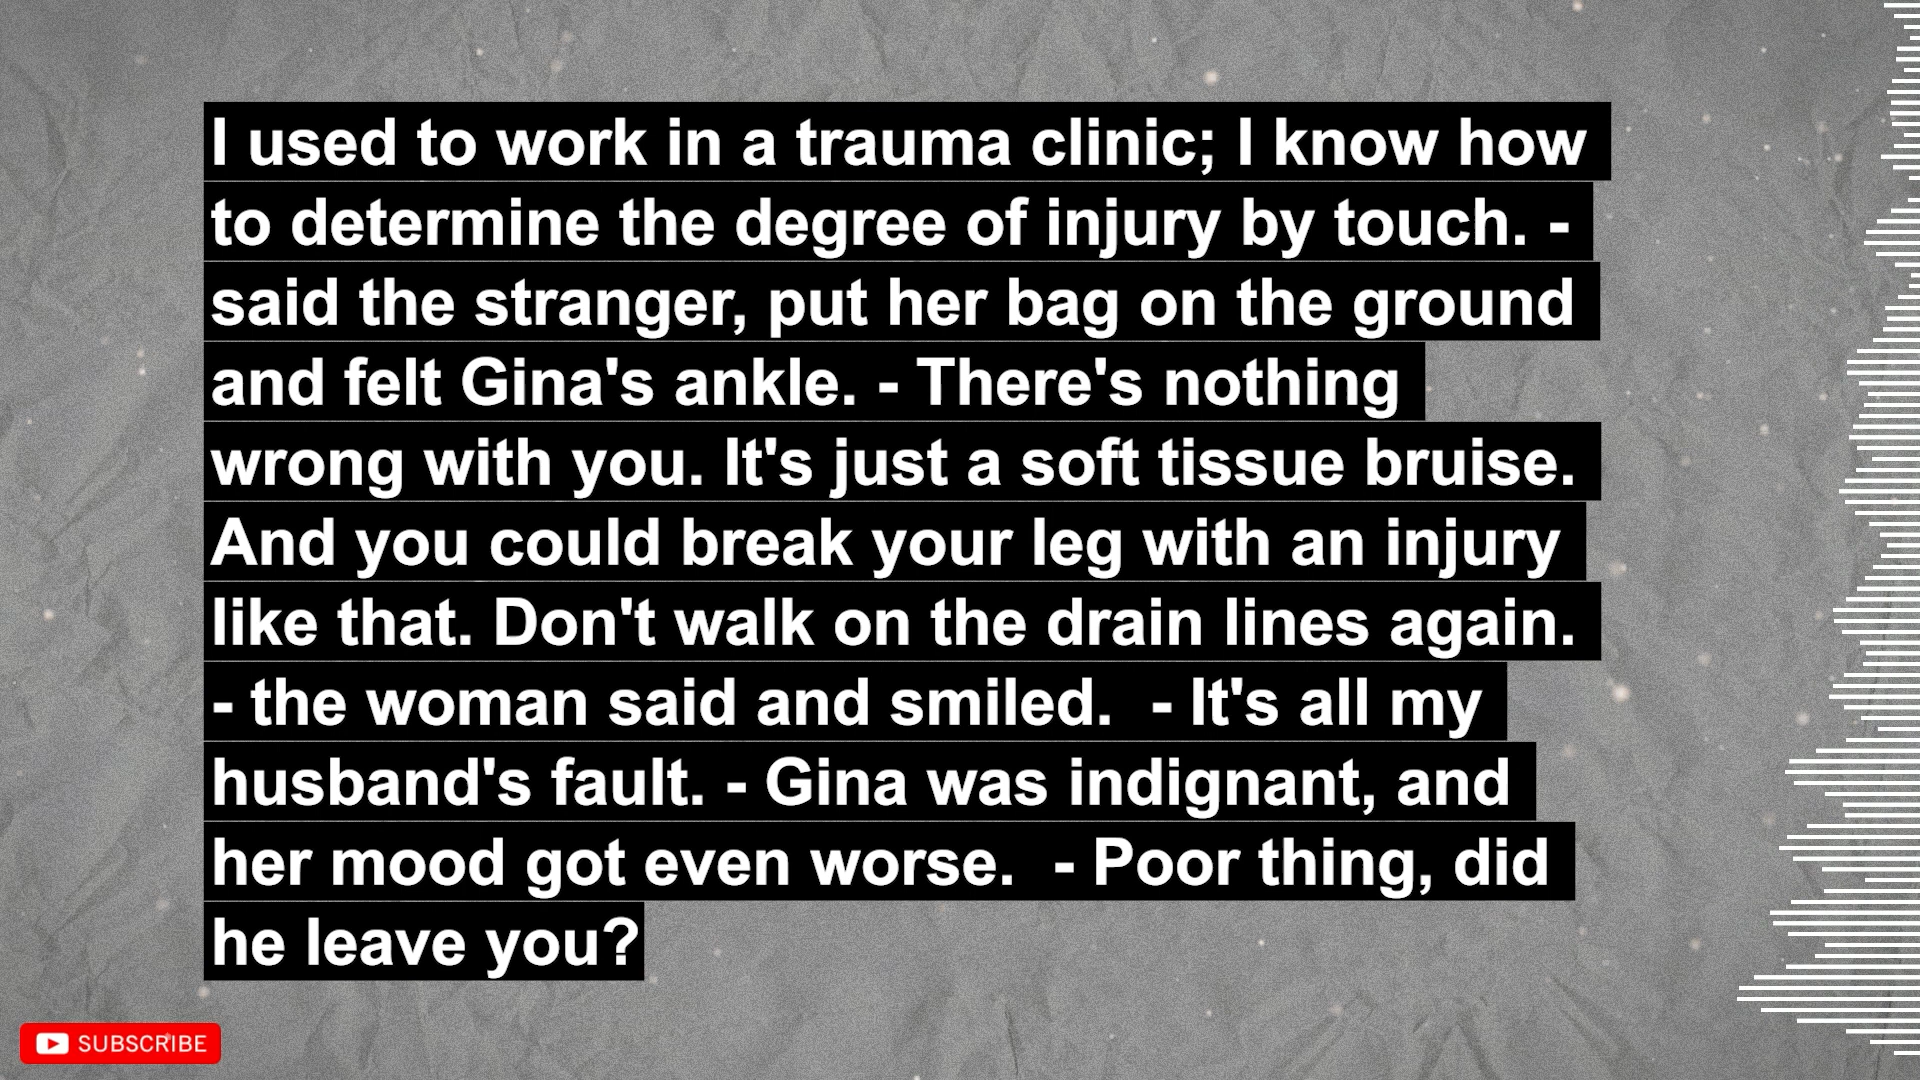 I used to work in a trauma clinic; I know how
to determine the degree of injury by touch. -
said the stranger, put her bag on the ground
and felt Gina's ankle. - There's nothing
wrong with you. It's just a soft tissue bruise.
And you could break your leg with an injury
like that. Don't walk on the drain lines again.
- the woman said and smiled.  - It's all my
husband's fault. - Gina was indignant, and
her mood got even worse.  - Poor thing, did
he leave you?
SUBSCRIBE